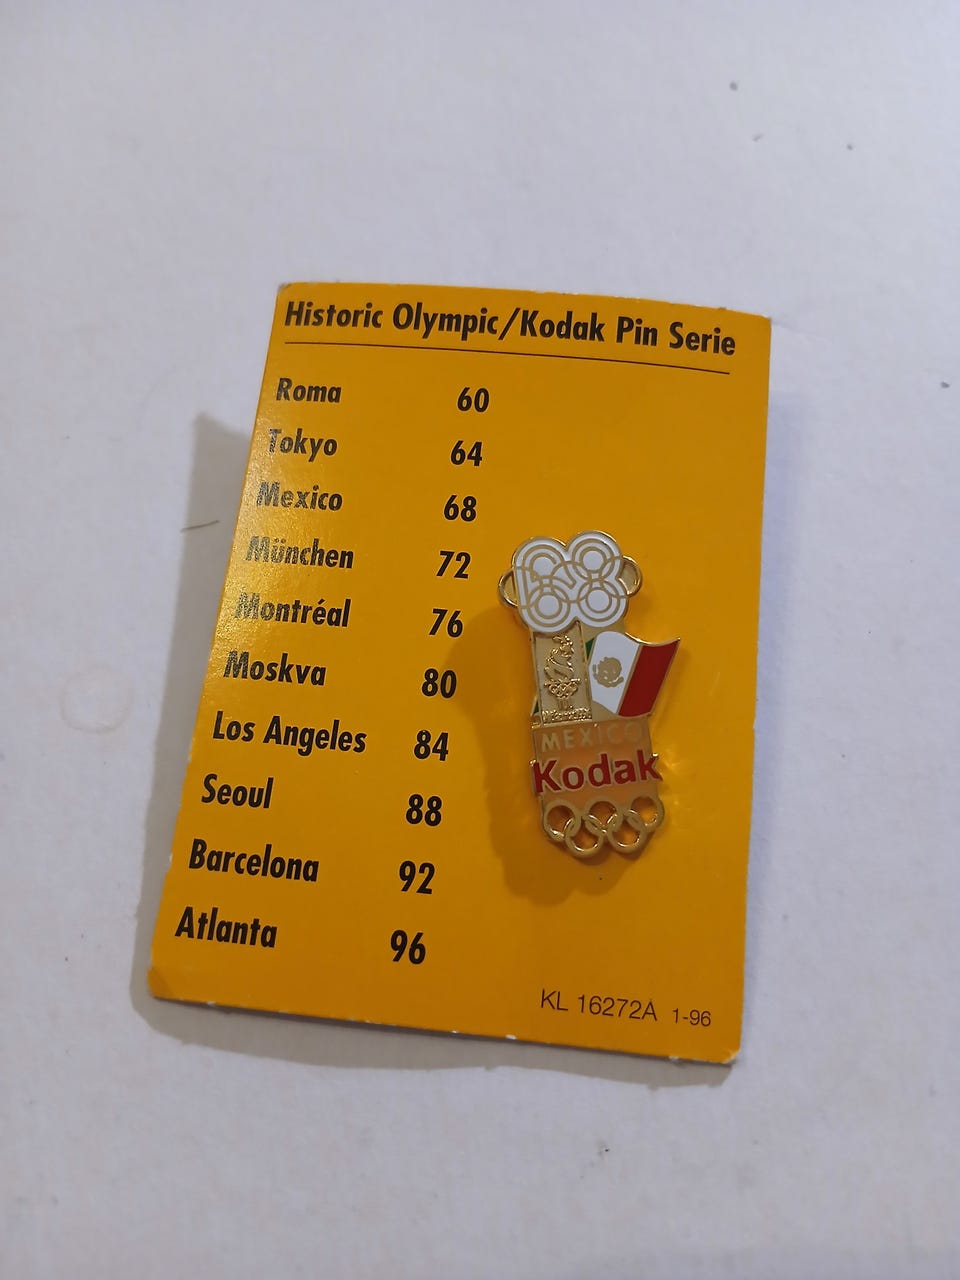 Historic Olympic/Kodak Pin Serie
Roma 60
Tokyo 64
Mexico 68
München 72
Montréal 76
Moskva 80
Los Angeles 84
Seoul 88
Barcelona 92
Atlanta 96
68
MEXICO
Kodak
KL 16272A 1-96